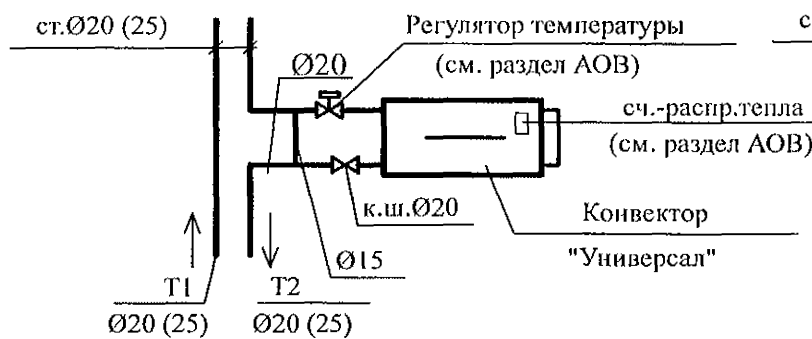 ст.Ø20 (25)
Регулятор температуры
(см. раздел АОВ)
с
Ø20
сч.-распр.тепла
(см. раздел АОВ)
к.ш.Ø20
Конвектор
"Универсал"
Ø15
Т1
Ø20 (25)
Т2
Ø20 (25)